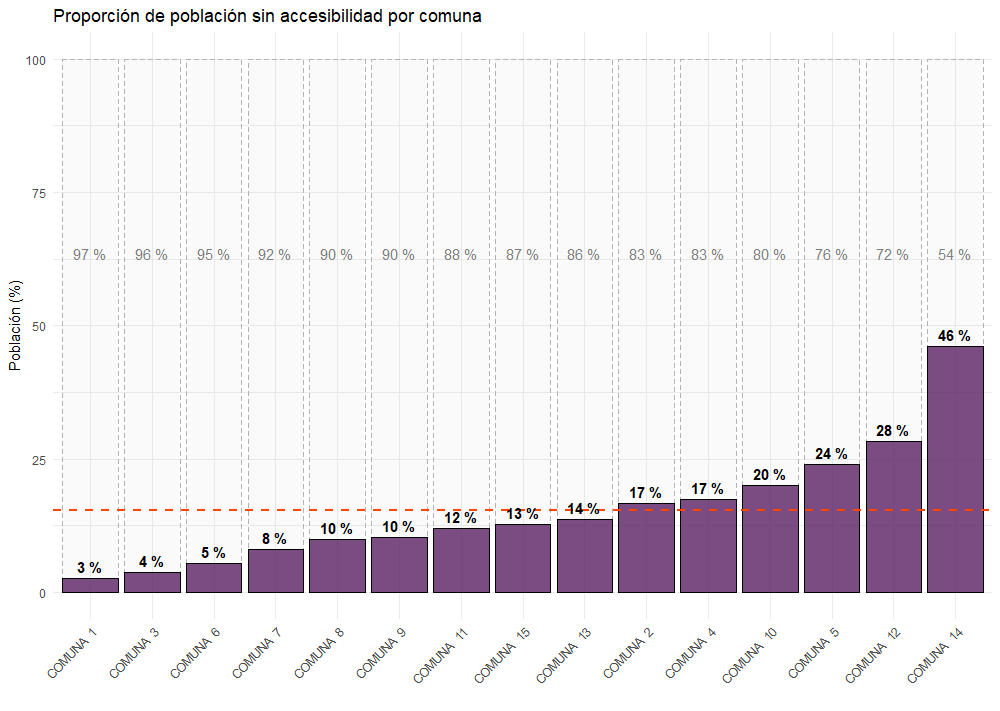 Proporción de población sin accesibilidad por comuna
Población (%)
100
75
50
25
0
97 % 96 % 95 % 92 % 90 % 90 % 88 % 87 % 86 % 83 % 83 % 80 % 76 % 72 % 54 %
3 % 4 % 5 % 8 % 10 % 10 % 12 % 13 % 14 % 17 % 17 % 20 % 24 % 28 % 46 %
COMUNA 1
COMUNA 3
COMUNA 6
COMUNA 7
COMUNA 8
COMUNA 9
COMUNA 11
COMUNA 15
COMUNA 13
COMUNA 2
COMUNA 4
COMUNA 10
COMUNA 5
COMUNA 12
COMUNA 14